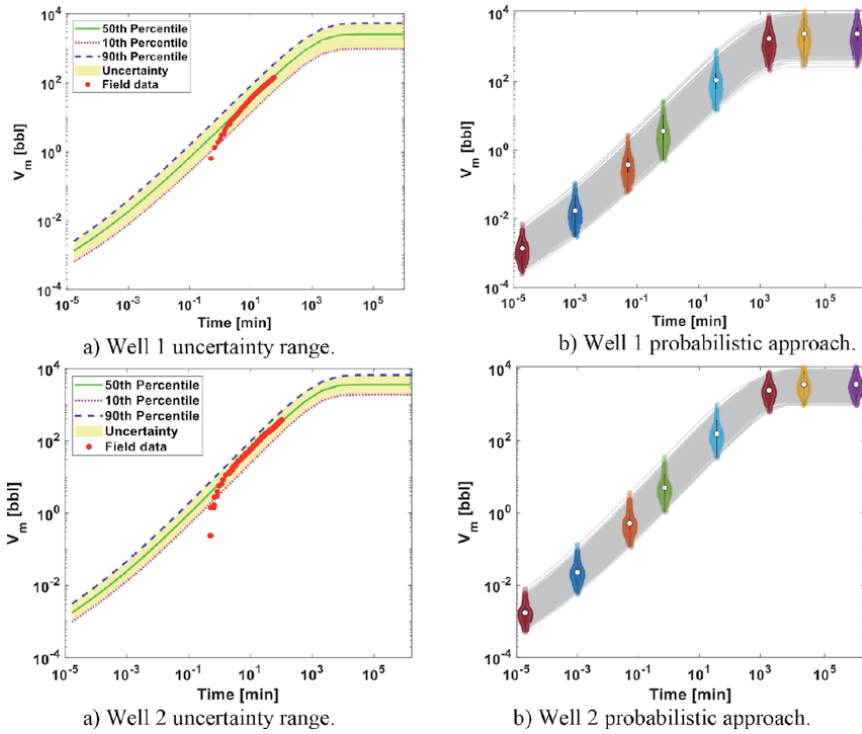 10^4
10^2
10^0
10^-2
10^-4
V_m [bbl]
50th Percentile
10th Percentile
90th Percentile
Uncertainty
Field data
10^-5 10^-3 10^-1 10^1 10^3 10^5
Time [min]
a) Well 1 uncertainty range.
10^4
10^2
10^0
10^-2
10^-4
V_m [bbl]
10^-5 10^-3 10^-1 10^1 10^3 10^5
Time [min]
b) Well 1 probabilistic approach.
10^4
10^2
10^0
10^-2
10^-4
V_m [bbl]
50th Percentile
10th Percentile
90th Percentile
Uncertainty
Field data
10^-5 10^-3 10^-1 10^1 10^3 10^5
Time [min]
a) Well 2 uncertainty range.
10^4
10^2
10^0
10^-2
10^-4
V_m [bbl]
10^-5 10^-3 10^-1 10^1 10^3 10^5
Time [min]
b) Well 2 probabilistic approach.